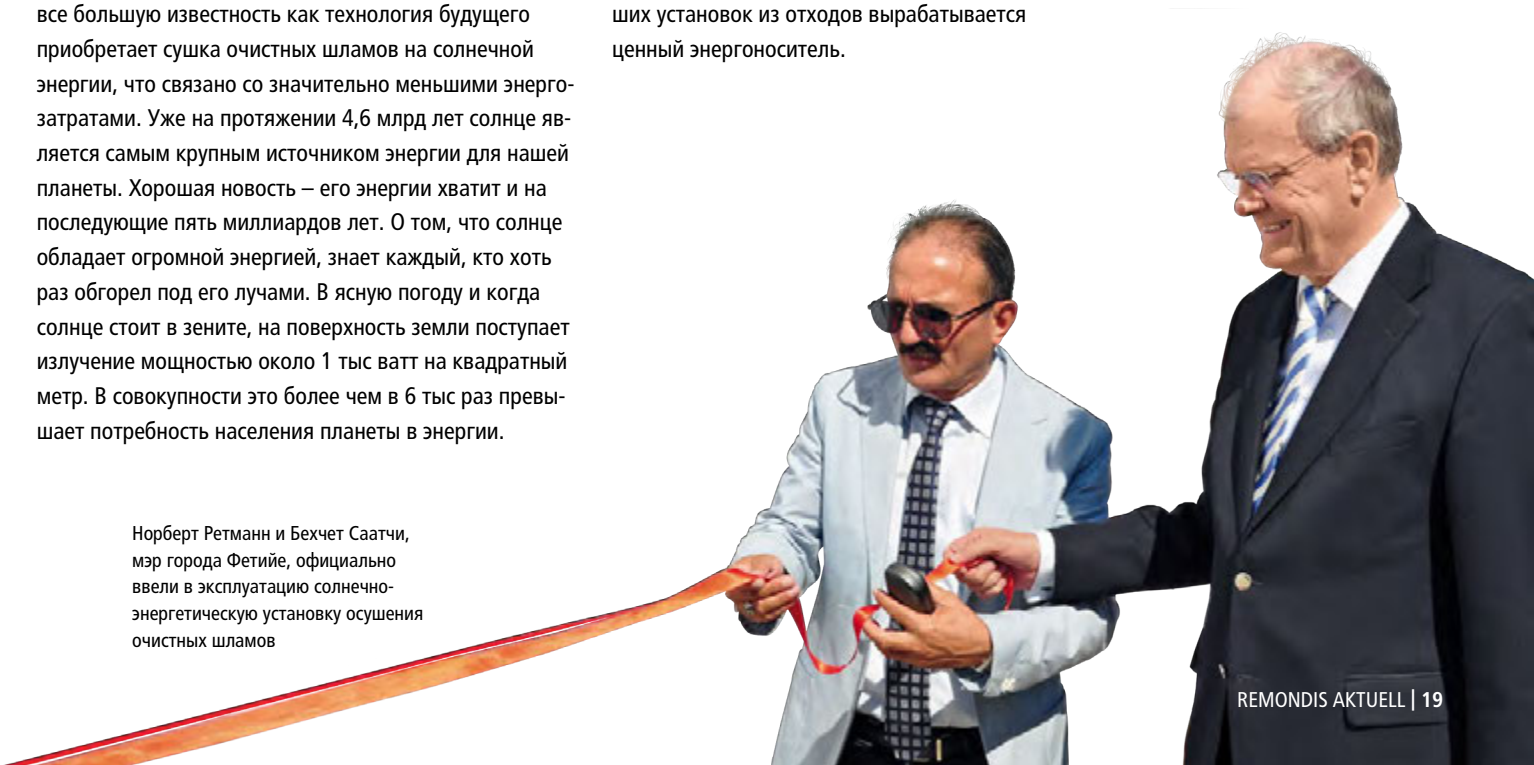 все большую известность как технология будущего
приобретает сушка очистных шламов на солнечной
энергии, что связано со значительно меньшими энерго-
затратами. Уже на протяжении 4,6 млрд лет солнце яв-
ляется самым крупным источником энергии для нашей
планеты. Хорошая новость – его энергии хватит и на
последующие пять миллиардов лет. О том, что солнце
обладает огромной энергией, знает каждый, кто хоть
раз обгорел под его лучами. В ясную погоду и когда
солнце стоит в зените, на поверхность земли поступает
излучение мощностью около 1 тыс ватт на квадратный
метр. В совокупности это более чем в 6 тыс раз превы-
шает потребность населения планеты в энергии.
ших установок из отходов вырабатывается
ценный энергоноситель.
Норберт Ретманн и Бехчет Саатчи,
мэр города Фетийе, официально
ввели в эксплуатацию солнечно-
энергетическую установку осушения
очистных шламов
REMONDIS AKTUELL | 19